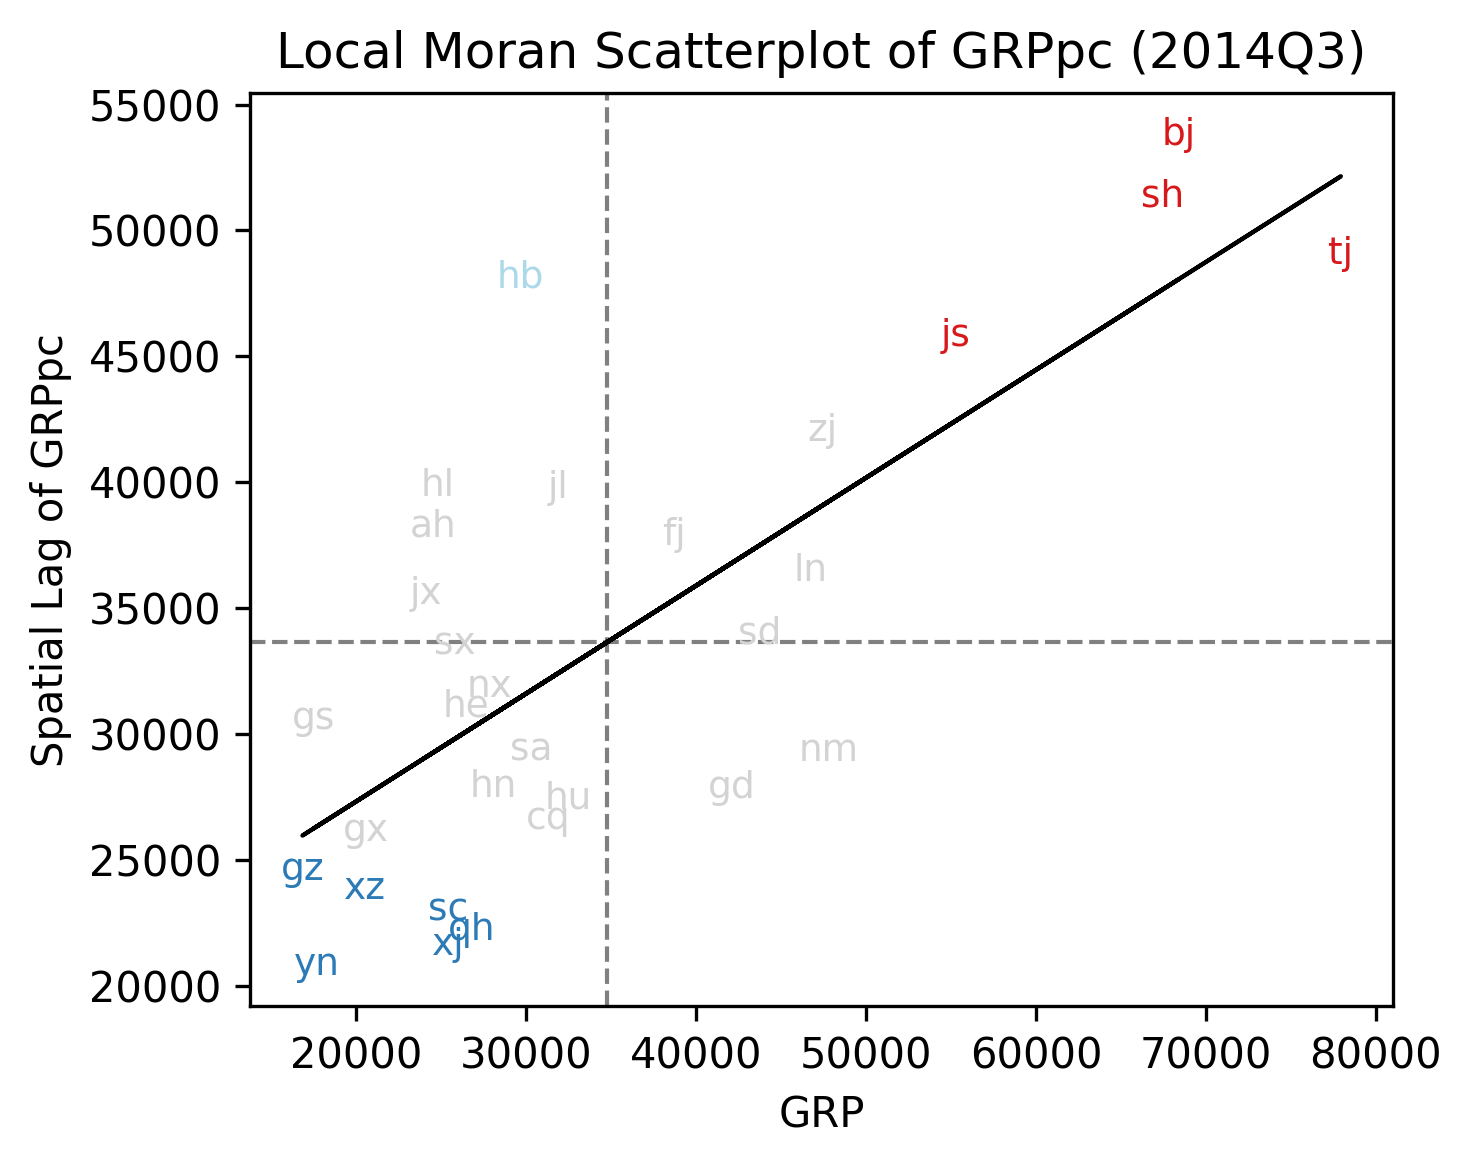 Local Moran Scatterplot of GRPpc (2014Q3)
55000
50000
45000
40000
35000
30000
25000
20000
Spatial Lag of GRPpc
bj
sh
tj
hb
js
zj
hl
jl
ah
fj
ln
jx
sx
sd
nx
he
gs
sa
nm
hn
hu
gd
cq
gx
gz
xz
sc
qh
xj
yn
20000 30000 40000 50000 60000 70000 80000
GRP